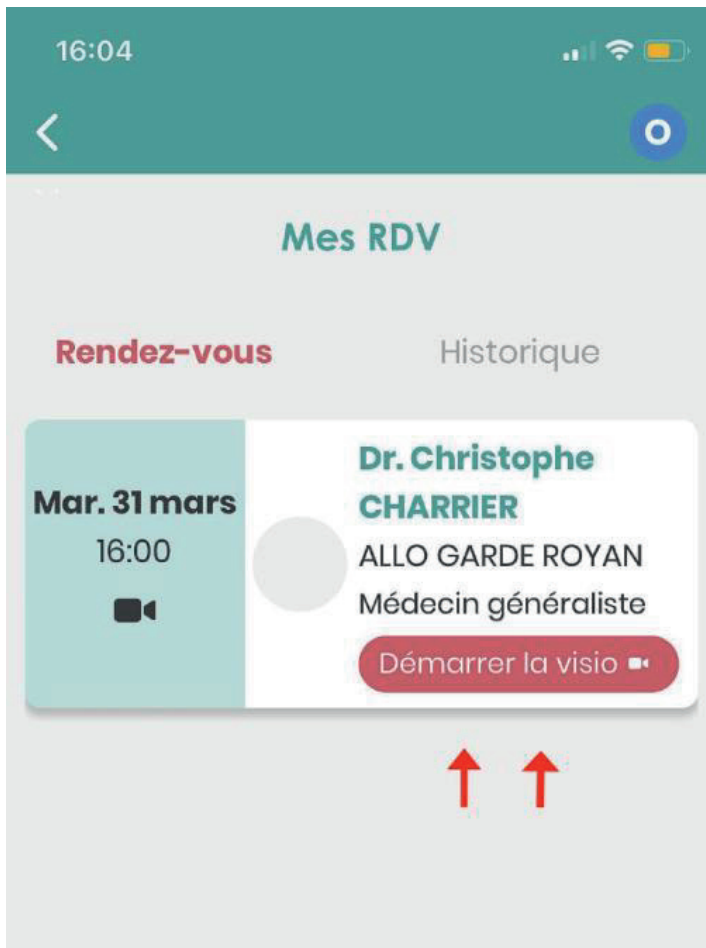 16:04
O
Mes RDV
Rendez-vous
Historique
Mar. 31 mars
16:00
Dr. Christophe
CHARRIER
ALLO GARDE ROYAN
Médecin généraliste
Démarrer la visio